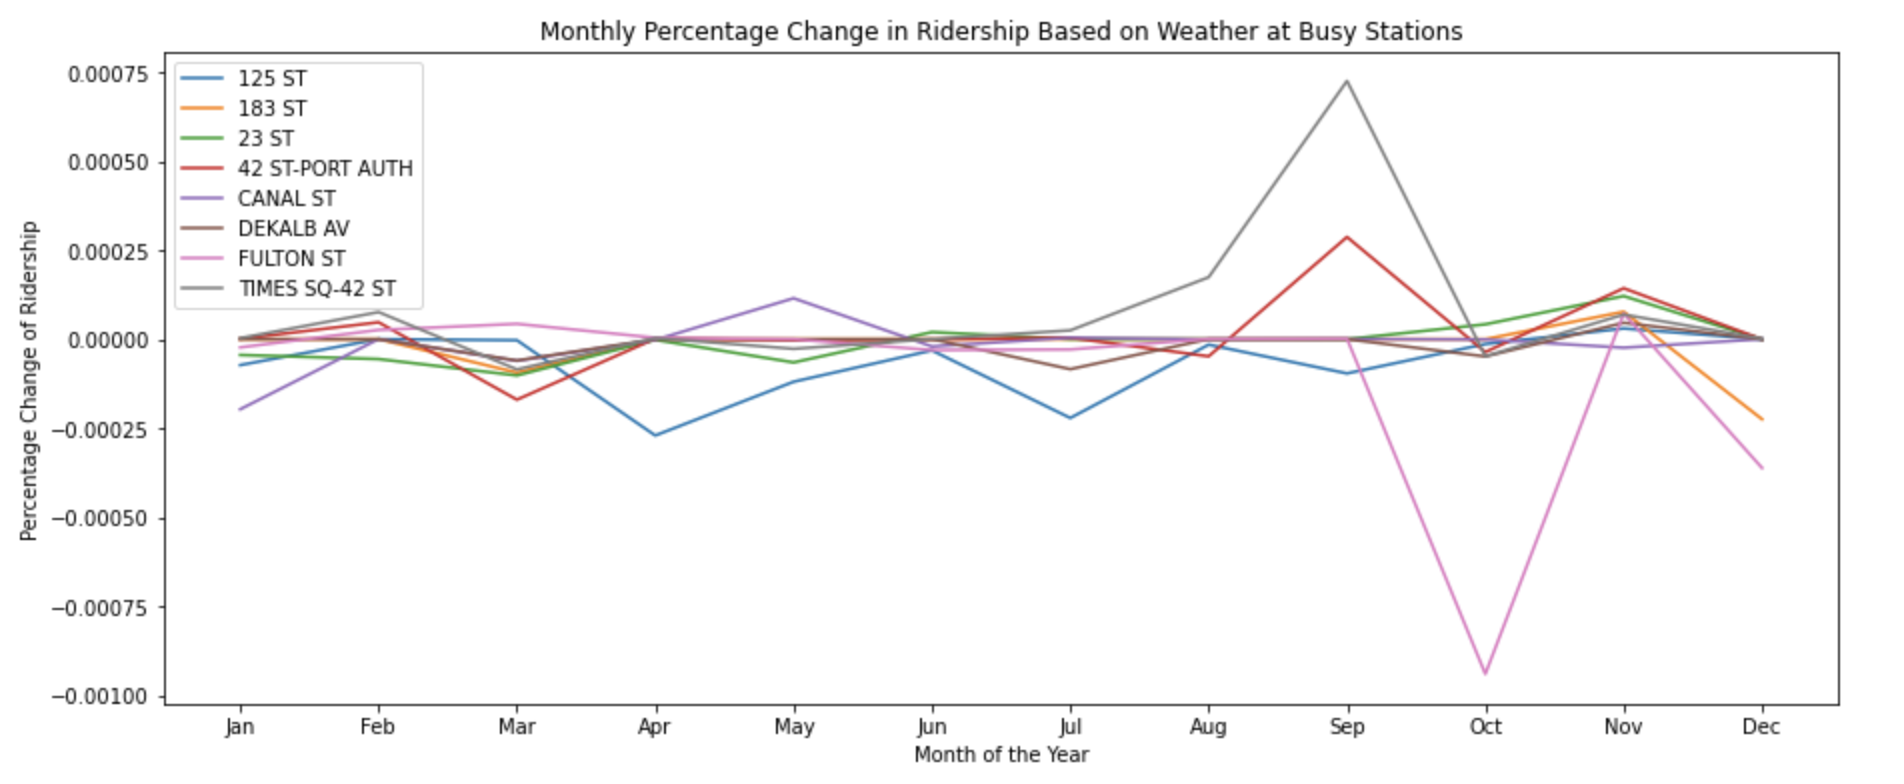 Monthly Percentage Change in Ridership Based on Weather at Busy Stations
0.00075
0.00050
0.00025
0.00000
−0.00025
−0.00050
−0.00075
−0.00100
Percentage Change of Ridership
125 ST
183 ST
23 ST
42 ST-PORT AUTH
CANAL ST
DEKALB AV
FULTON ST
TIMES SQ-42 ST
Jan Feb Mar Apr May Jun Jul Aug Sep Oct Nov Dec
Month of the Year